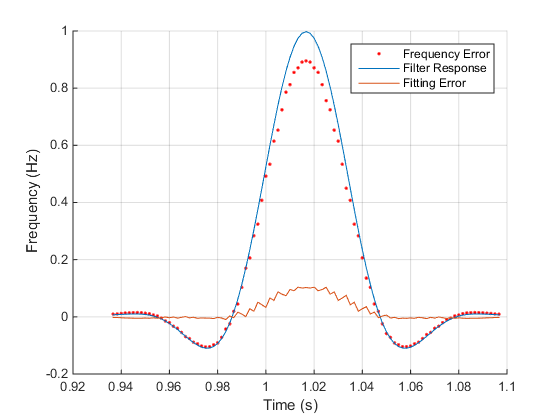 1
0.8
0.6
0.4
0.2
0
-0.2
Frequency (Hz)
Frequency Error
Filter Response
Fitting Error
0.92 0.94 0.96 0.98 1 1.02 1.04 1.06 1.08 1.1
Time (s)